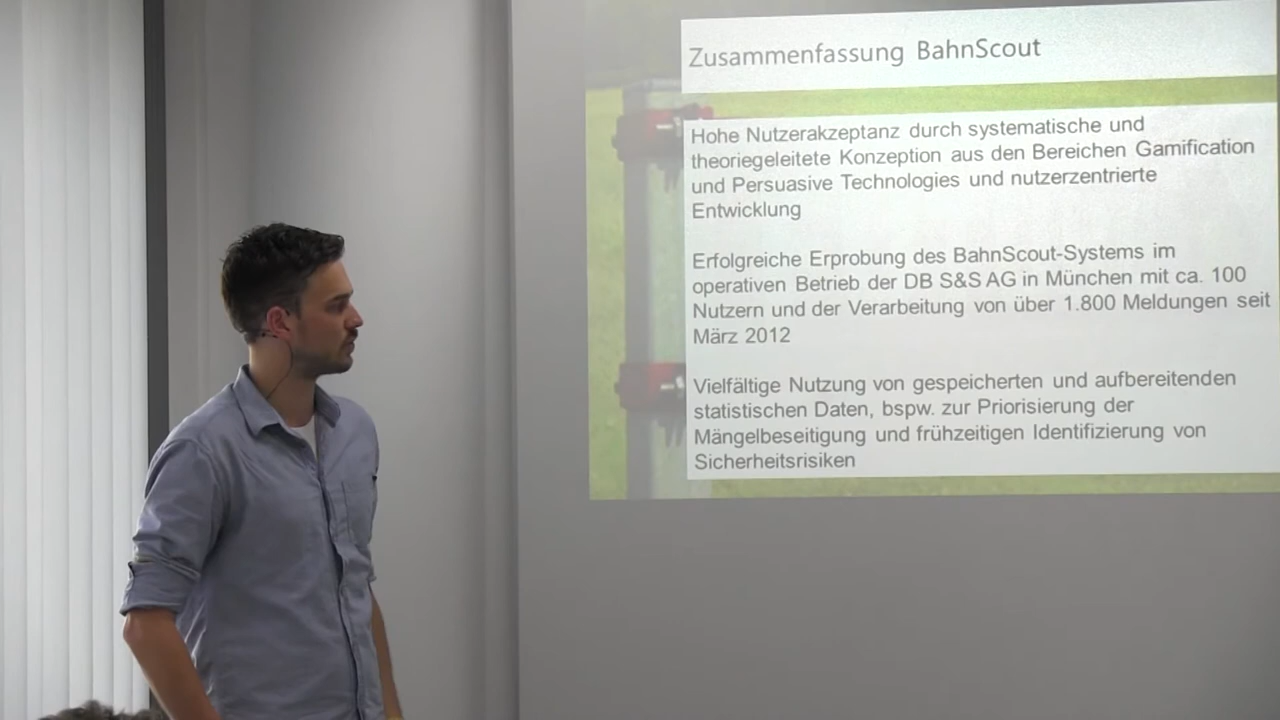 Zusammenfassung BahnScout
Hohe Nutzerakzeptanz durch systematische und
theoriegeleitete Konzeption aus den Bereichen Gamification
und Persuasive Technologies und nutzerzentrierte
Entwicklung
Erfolgreiche Erprobung des BahnScout-Systems im
operativen Betrieb der DB S&S AG in München mit ca. 100
Nutzern und der Verarbeitung von über 1.800 Meldungen seit
März 2012
Vielfältige Nutzung von gespeicherten und aufbereitenden
statistischen Daten, bspw. zur Priorisierung der
Mängelbeseitigung und frühzeitigen Identifizierung von
Sicherheitsrisiken